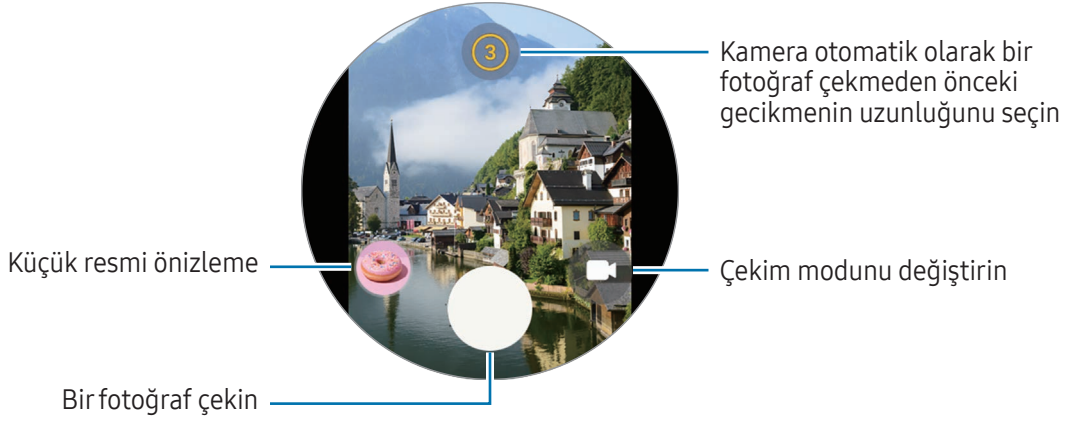 3
Kamera otomatik olarak bir
fotoğraf çekmeden önceki
gecikmenin uzunluğunu seçin
Küçük resmi önizleme
Çekim modunu değiştirin
Bir fotoğraf çekin